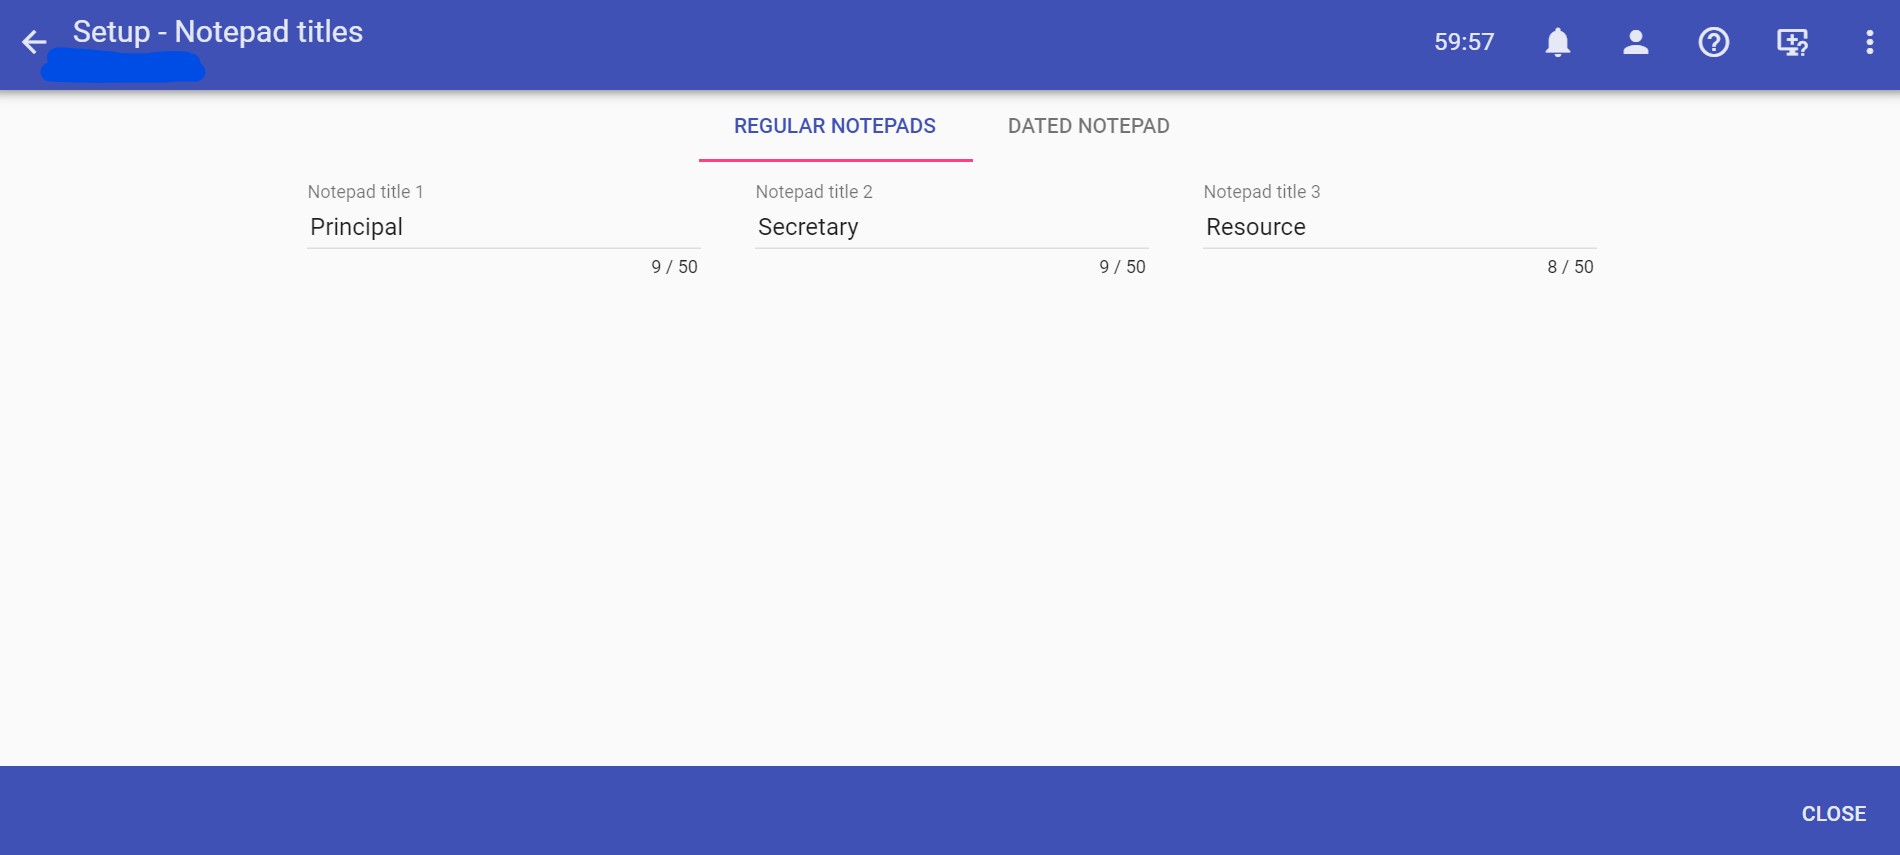 Setup - Notepad titles
59:57
REGULAR NOTEPADS
DATED NOTEPAD
Notepad title 1
Principal
9 / 50
Notepad title 2
Secretary
9 / 50
Notepad title 3
Resource
8 / 50
CLOSE